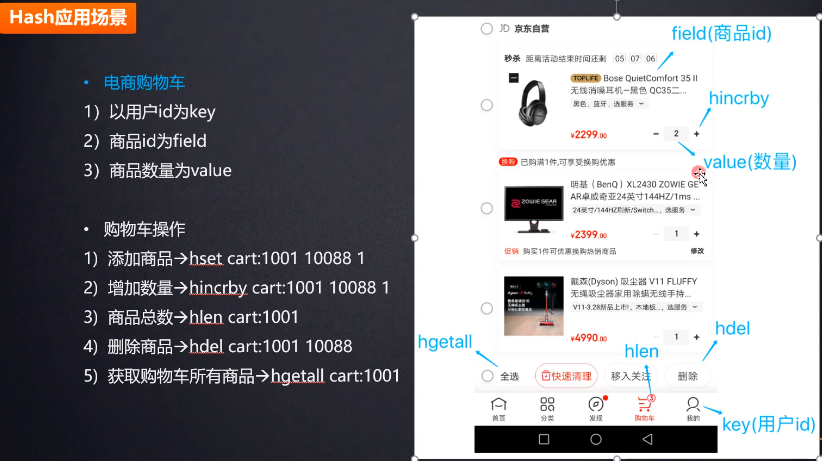 Hash应用场景
• 电商购物车
1）以用户id为key
2）商品id为field
3）商品数量为value
• 购物车操作
1）添加商品→hset cart:1001 10088 1
2）增加数量→hincrby cart:1001 10088 1
3）商品总数→hlen cart:1001
4）删除商品→hdel cart:1001 10088
5）获取购物车所有商品→hgetall cart:1001
JD 京东自营
field(商品id)
秒杀 距离活动结束时间还剩 05 07 06
TOPLIFE Bose QuietComfort 35 II
无线消噪耳机—黑色 QC35二...
黑色，蓝牙，选服务
hincrby
¥2299.00 − 2 +
value(数量)
换购 已购满1件,可享受换购优惠
明基（BenQ）XL2430 ZOWIE GE
AR卓威奇亚24英寸144HZ/1ms ...
ZOWIE GEAR
24英寸/144HZ刷新/Switch...，选服务
¥2399.00 − 1 +
促销 购买1件可优惠换购热销商品 修改
戴森(Dyson) 吸尘器 V11 FLUFFY
无绳吸尘器家用除螨无线手持...
V11-3.28新品上市!，木地板...，选服务
¥4990.00 − 1 +
hgetall
hlen
hdel
全选 快速清理 移入关注 删除
3
首页 分类 发现 购物车 我的
key(用户id)